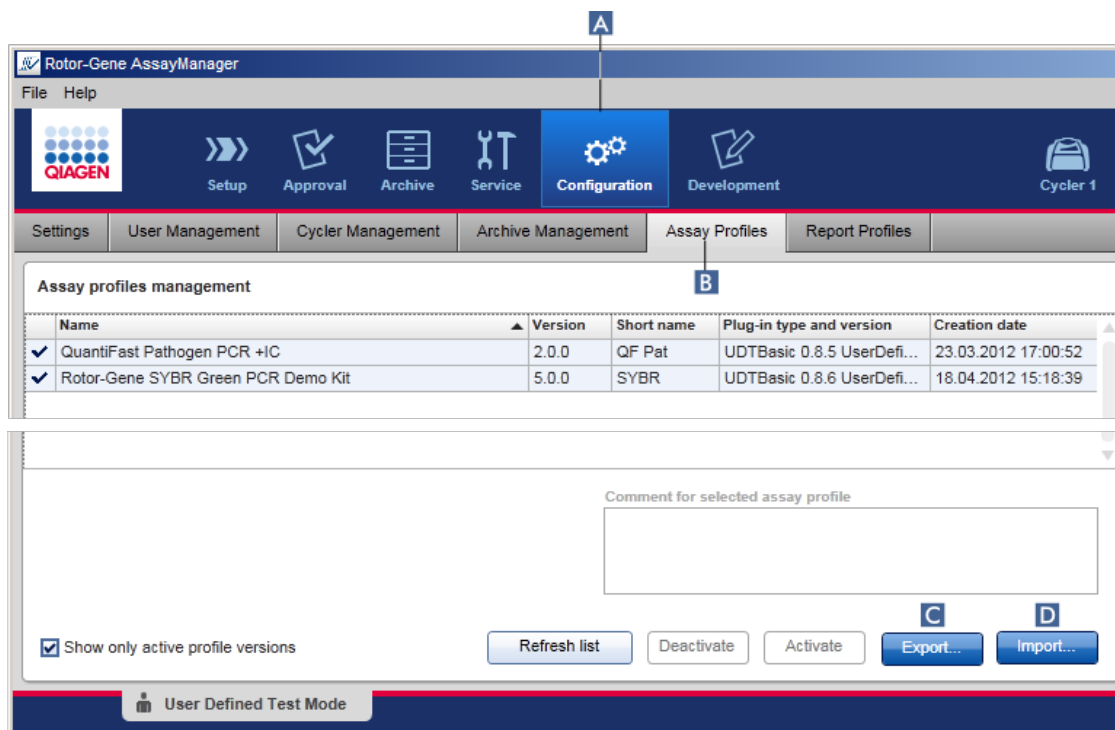 A
Rotor-Gene AssayManager
File Help
QIAGEN
Setup Approval Archive Service Configuration Development Cycler 1
Settings User Management Cycler Management Archive Management Assay Profiles Report Profiles
B
Assay profiles management
Name Version Short name Plug-in type and version Creation date
QuantiFast Pathogen PCR +IC 2.0.0 QF Pat UDTBasic 0.8.5 UserDefi... 23.03.2012 17:00:52
Rotor-Gene SYBR Green PCR Demo Kit 5.0.0 SYBR UDTBasic 0.8.6 UserDefi... 18.04.2012 15:18:39
Comment for selected assay profile
C D
Show only active profile versions Refresh list Deactivate Activate Export... Import...
User Defined Test Mode